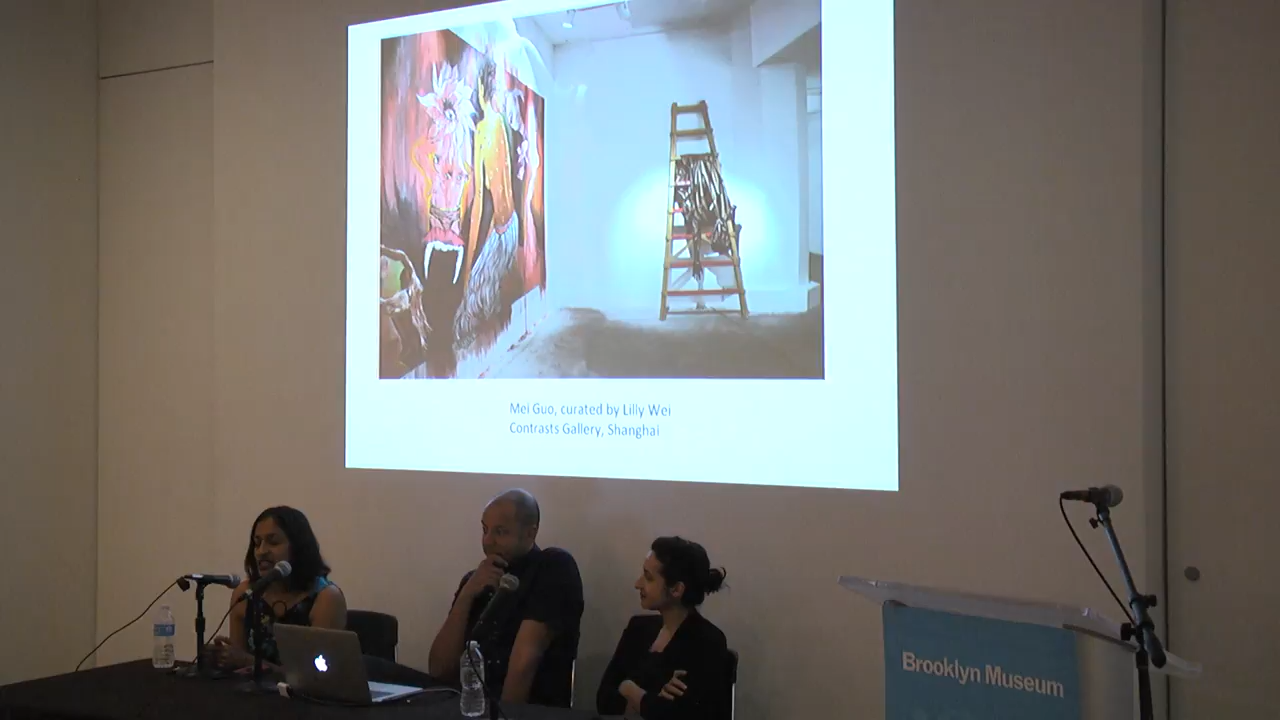 Mei Guo, curated by Lilly Wei
Contrasts Gallery, Shanghai
Brooklyn Museum